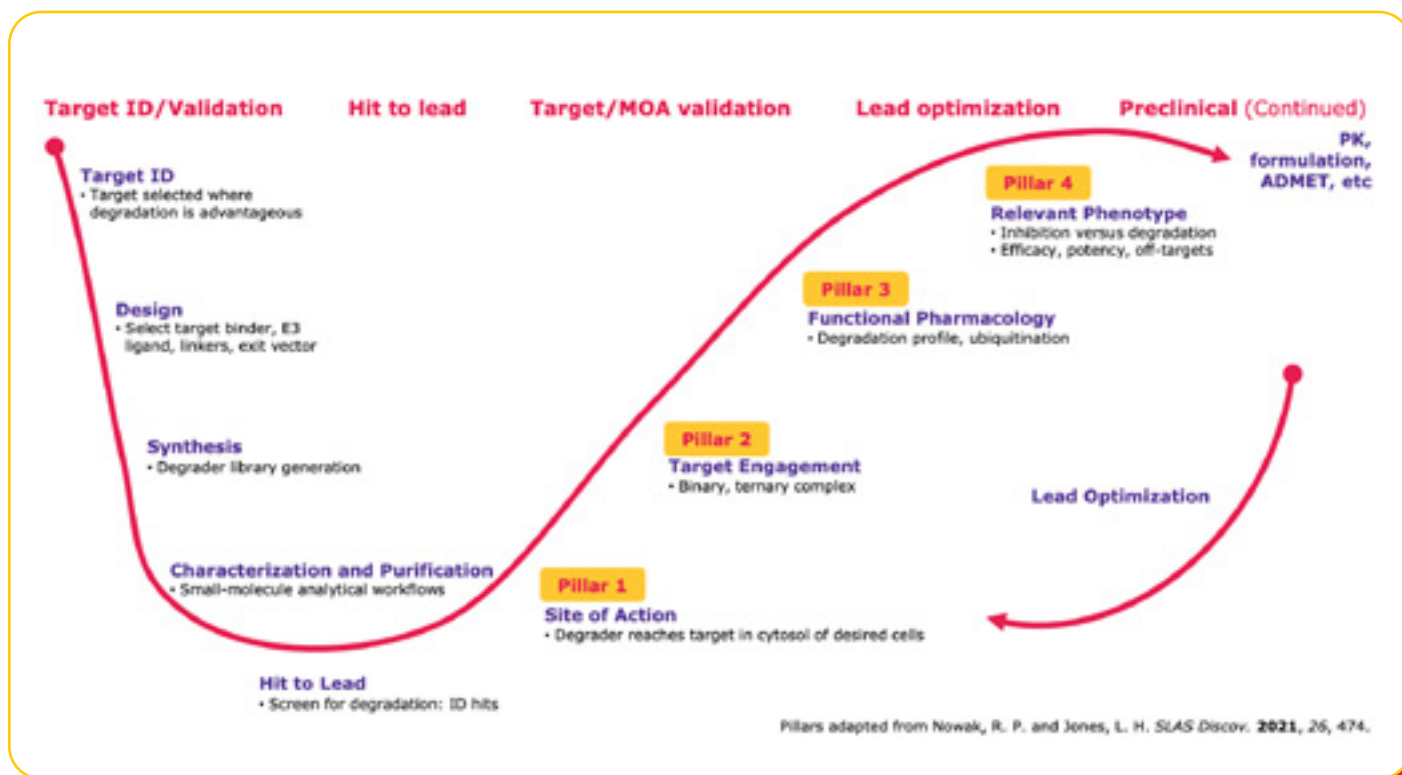 Target ID/Validation
Hit to lead
Target/MOA validation
Lead optimization
Preclinical (Continued)
PK,
formulation,
ADMET, etc
Target ID
• Target selected where
degradation is advantageous
Design
• Select target binder, E3
ligand, linkers, exit vector
Synthesis
• Degrader library generation
Characterization and Purification
• Small-molecule analytical workflows
Hit to Lead
• Screen for degradation: ID hits
Pillar 1
Site of Action
• Degrader reaches target in cytosol of desired cells
Pillar 2
Target Engagement
• Binary, ternary complex
Pillar 3
Functional Pharmacology
• Degradation profile, ubiquitination
Pillar 4
Relevant Phenotype
• Inhibition versus degradation
• Efficacy, potency, off-targets
Lead Optimization
Pillars adapted from Nowak, R. P. and Jones, L. H. SLAS Discov. 2021, 26, 474.